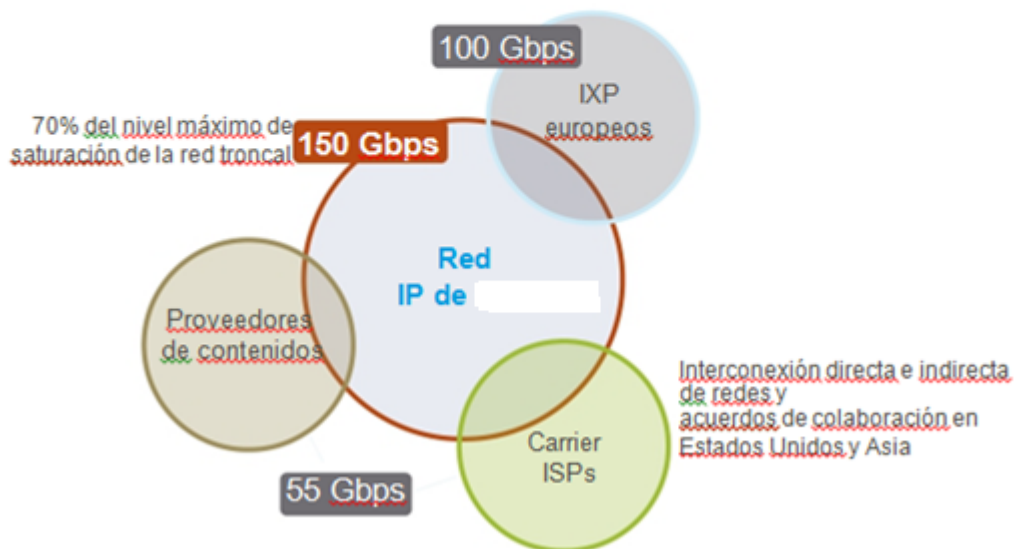 100 Gbps
IXP
europeos
70% del nivel máximo de
saturación de la red troncal
150 Gbps
Red
IP de
Proveedores
de contenidos
Interconexión directa e indirecta
de redes y
acuerdos de colaboración en
Estados Unidos y Asia
Carrier
ISPs
55 Gbps